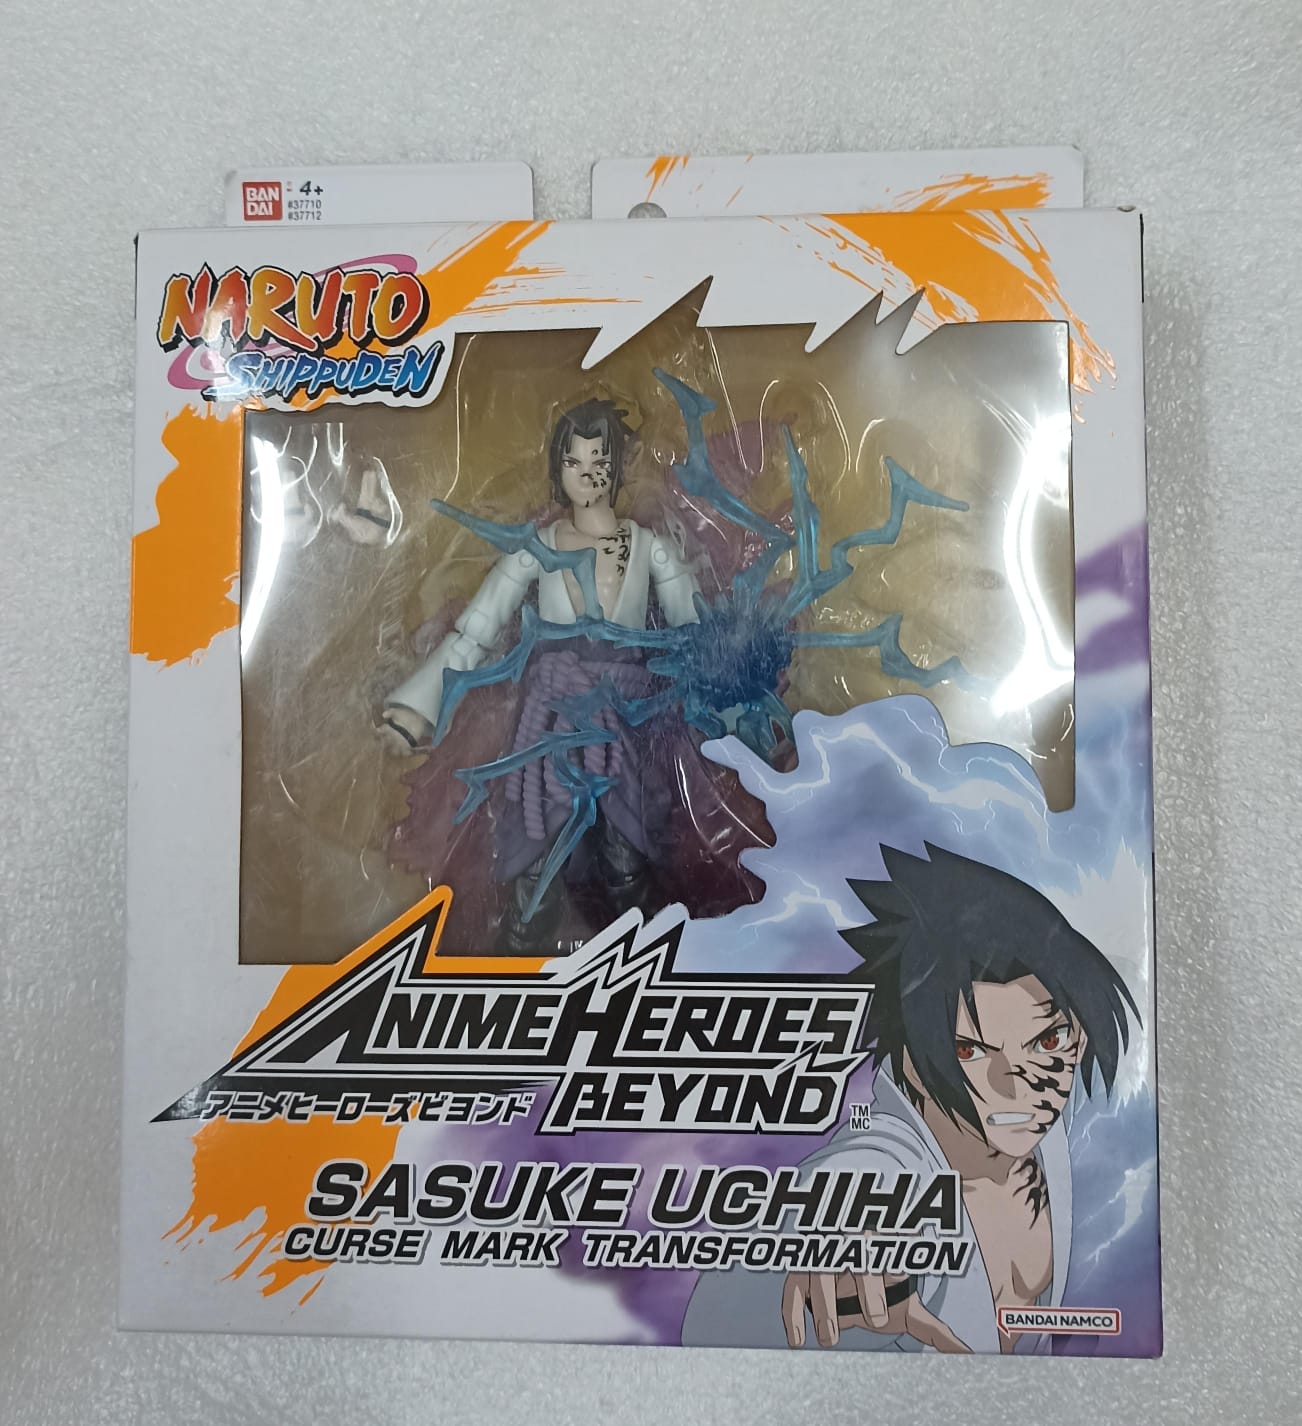 BAN
DAI
4+
#37710
#37712
NARUTO
SHIPPUDEN
ANIME HEROES
BEYOND
TM
MC
アニメヒーローズビヨンド
SASUKE UCHIHA
CURSE MARK TRANSFORMATION
BANDAI NAMCO